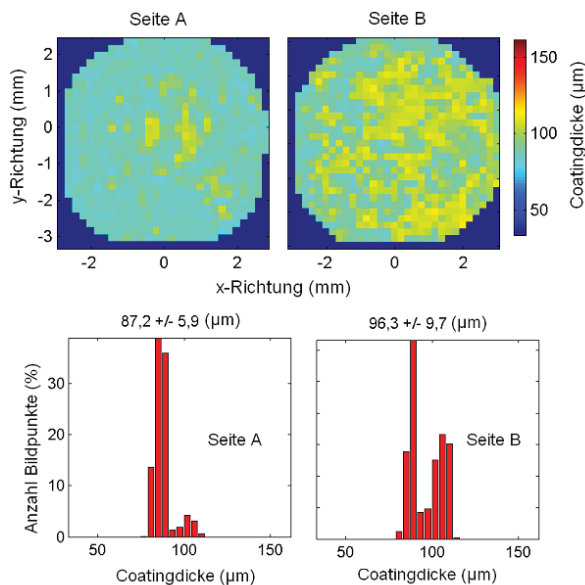 Seite A
Seite B
y-Richtung (mm)
2
1
0
-1
-2
-3
-2
0
2
-2
0
2
x-Richtung (mm)
150
100
50
Coatingdicke (µm)
87,2 +/- 5,9 (µm)
96,3 +/- 9,7 (µm)
Anzahl Bildpunkte (%)
30
20
10
0
Seite A
Seite B
50
100
150
50
100
150
Coatingdicke (µm)
Coatingdicke (µm)